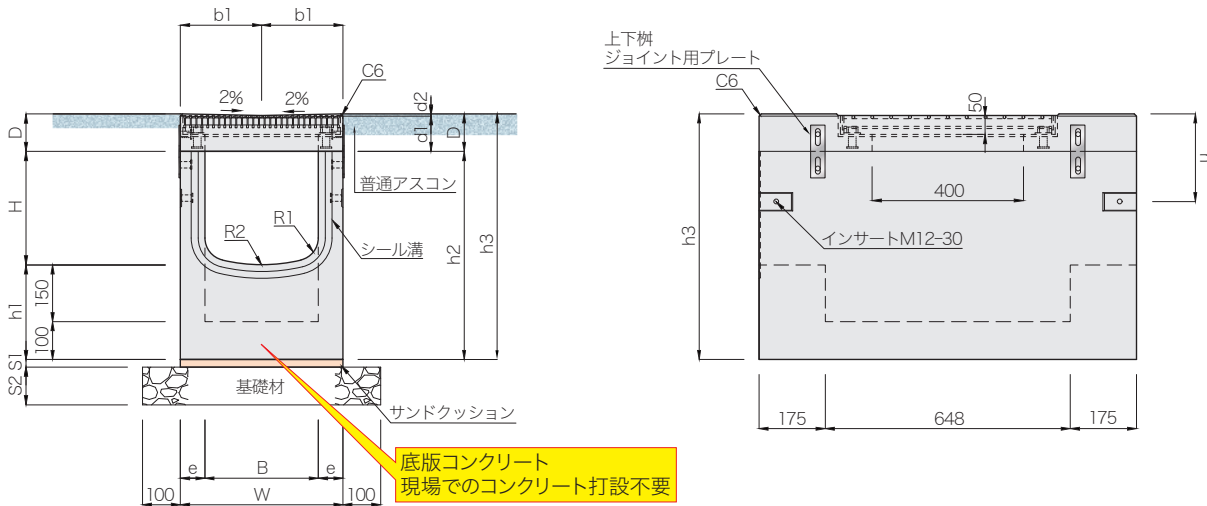 b1
b1
C6
2%
2%
D
d2
d1
D
普通アスコン
H
R2
R1
シール溝
h2
h3
h1
150
100
S1
S2
基礎材
サンドクッション
e
B
e
100
W
100
底版コンクリート
現場でのコンクリート打設不要
上下桝
ジョイント用プレート
C6
50
400
h3
インサートM12-30
175
648
175